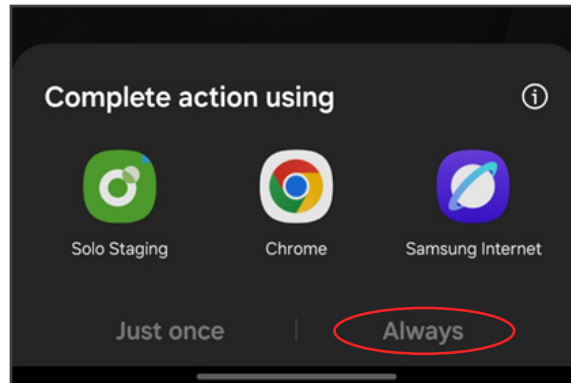 Complete action using
Solo Staging Chrome Samsung Internet
Just once | Always